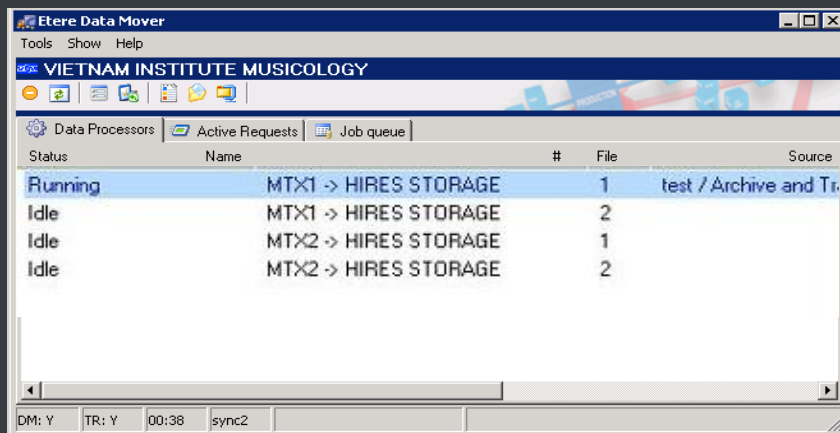 Etere Data Mover
Tools Show Help
VIETNAM INSTITUTE MUSICOLOGY
Data Processors Active Requests Job queue
Status Name # File Source
Running MTX1 -> HIRES STORAGE 1 test / Archive and Tr
Idle MTX1 -> HIRES STORAGE 2
Idle MTX2 -> HIRES STORAGE 1
Idle MTX2 -> HIRES STORAGE 2
DM: Y TR: Y 00:38 sync2